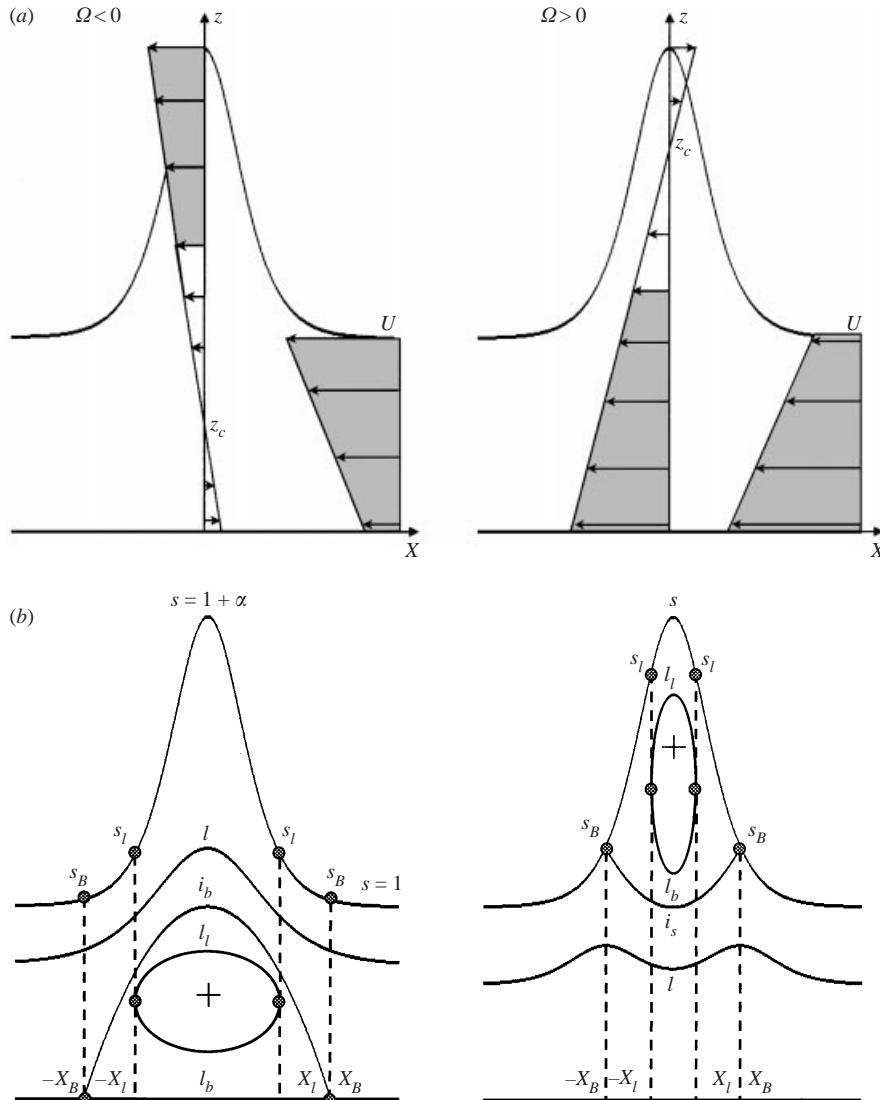 (a)
Ω < 0
z
Ω > 0
z
z_c
U
U
z_c
X
X
(b)
s = 1 + α
s
s_l
s_l
l_l
s_l
l
s_l
s_B
s_B
s_B
i_b
s_B
s = 1
l_b
l_l
i_s
l
–X_B
–X_l
l_b
X_l
X_B
–X_B
–X_l
X_l
X_B